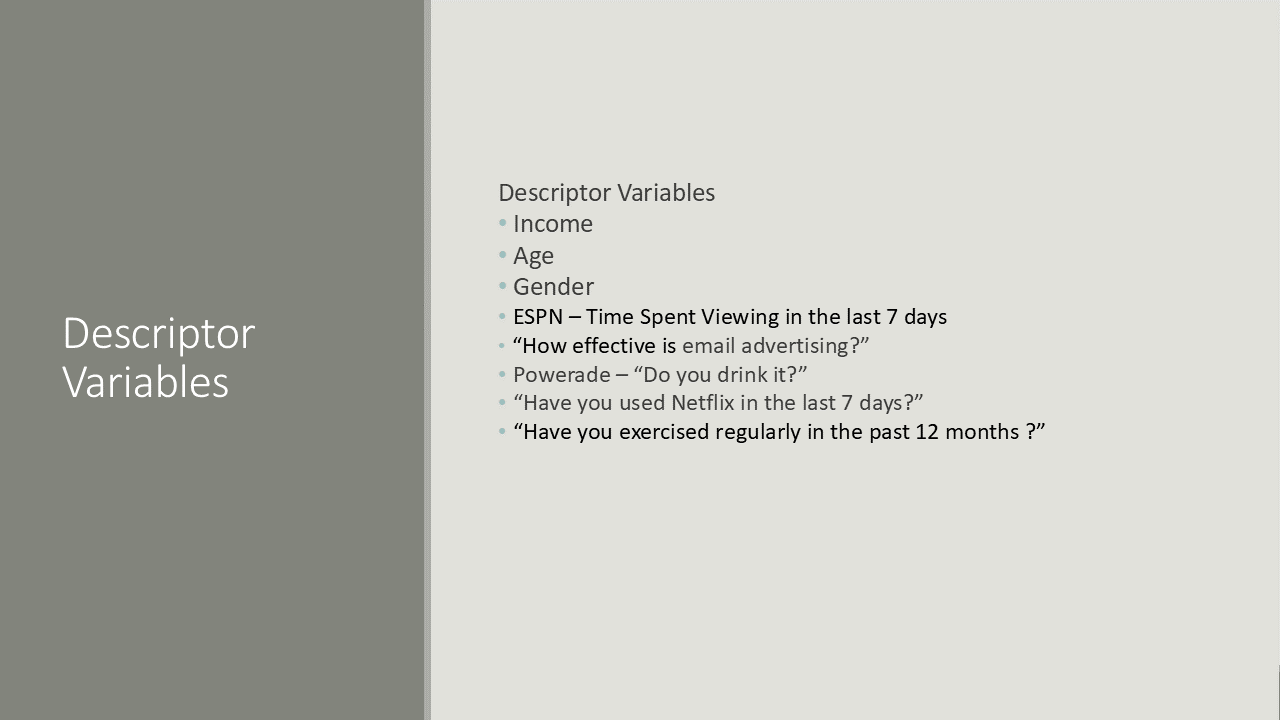 Descriptor
Variables
Descriptor Variables
• Income
• Age
• Gender
• ESPN – Time Spent Viewing in the last 7 days
• “How effective is email advertising?”
• Powerade – “Do you drink it?”
• “Have you used Netflix in the last 7 days?”
• “Have you exercised regularly in the past 12 months ?”